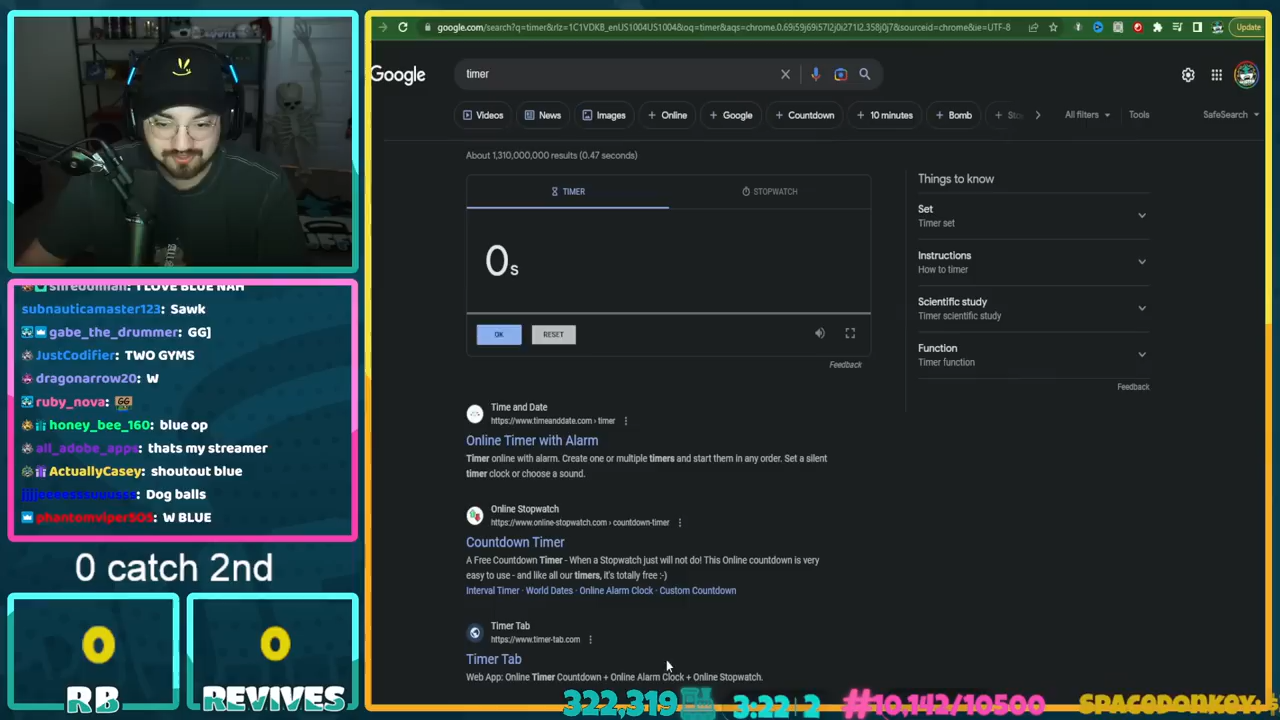 google.com/search?q=timer&rlz=1C1VDKB_enUS1004US1004&oq=timer&aqs=chrome.0.69i59j69i57l2j0i271l2.358j0j7&sourceid=chrome&ie=UTF-8
Update
Google
timer
Videos
News
Images
+ Online
+ Google
+ Countdown
+ 10 minutes
+ Bomb
All filters
Tools
SafeSearch
About 1,310,000,000 results (0.47 seconds)
TIMER
STOPWATCH
0s
OK
RESET
Feedback
Things to know
Set
Timer set
Instructions
How to timer
Scientific study
Timer scientific study
Function
Timer function
Feedback
Time and Date
https://www.timeanddate.com › timer
Online Timer with Alarm
Timer online with alarm. Create one or multiple timers and start them in any order. Set a silent
timer clock or choose a sound.
Online Stopwatch
https://www.online-stopwatch.com › countdown-timer
Countdown Timer
A Free Countdown Timer - When a Stopwatch just will not do! This Online countdown is very
easy to use - and like all our timers, it's totally free :-)
Interval Timer · World Dates · Online Alarm Clock · Custom Countdown
Timer Tab
https://www.timer-tab.com
Timer Tab
Web App: Online Timer Countdown + Online Alarm Clock + Online Stopwatch.
I LOVE BLUE NAH
subnauticamaster123: Sawk
gabe_the_drummer: GG]
JustCodifier: TWO GYMS
dragonarrow20: W
ruby_nova: GG
honey_bee_160: blue op
all_adobe_apps: thats my streamer
ActuallyCasey: shoutout blue
jjjjeeeesssuuusss: Dog balls
phantomviper505: W BLUE
0 catch 2nd
0
RB
0
REVIVES
322,319
3:22 | 2
#10,142/10500
SPACEDONKEY: